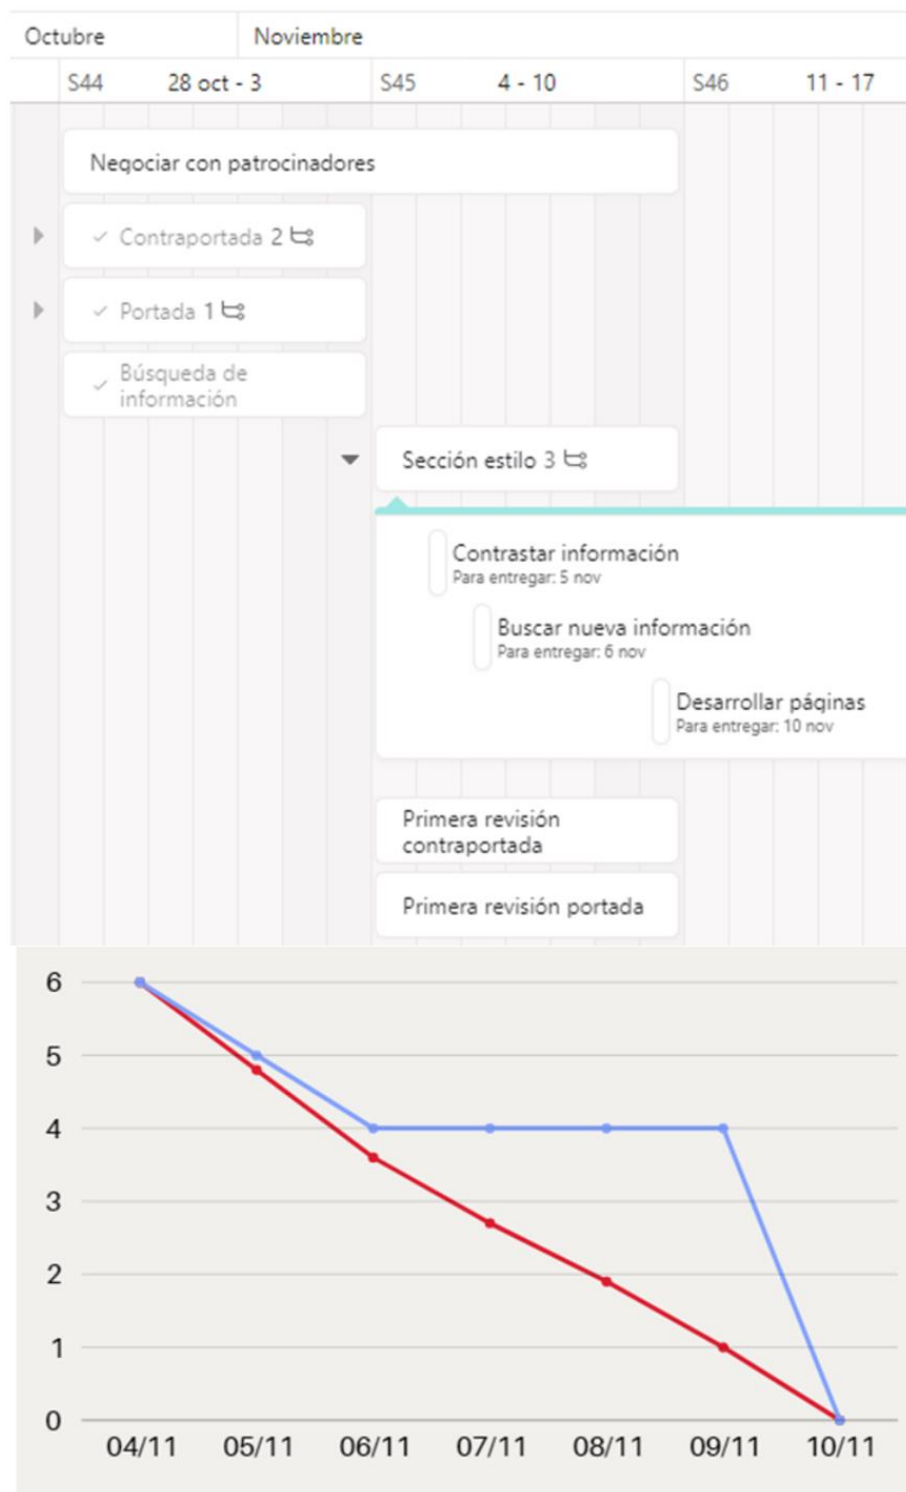 Octubre Noviembre
S44 28 oct - 3 S45 4 - 10 S46 11 - 17
Negociar con patrocinadores
Contraportada 2
Portada 1
Búsqueda de
información
Sección estilo 3
Contrastar información
Para entregar: 5 nov
Buscar nueva información
Para entregar: 6 nov
Desarrollar páginas
Para entregar: 10 nov
Primera revisión
contraportada
Primera revisión portada
6
5
4
3
2
1
0
04/11 05/11 06/11 07/11 08/11 09/11 10/11